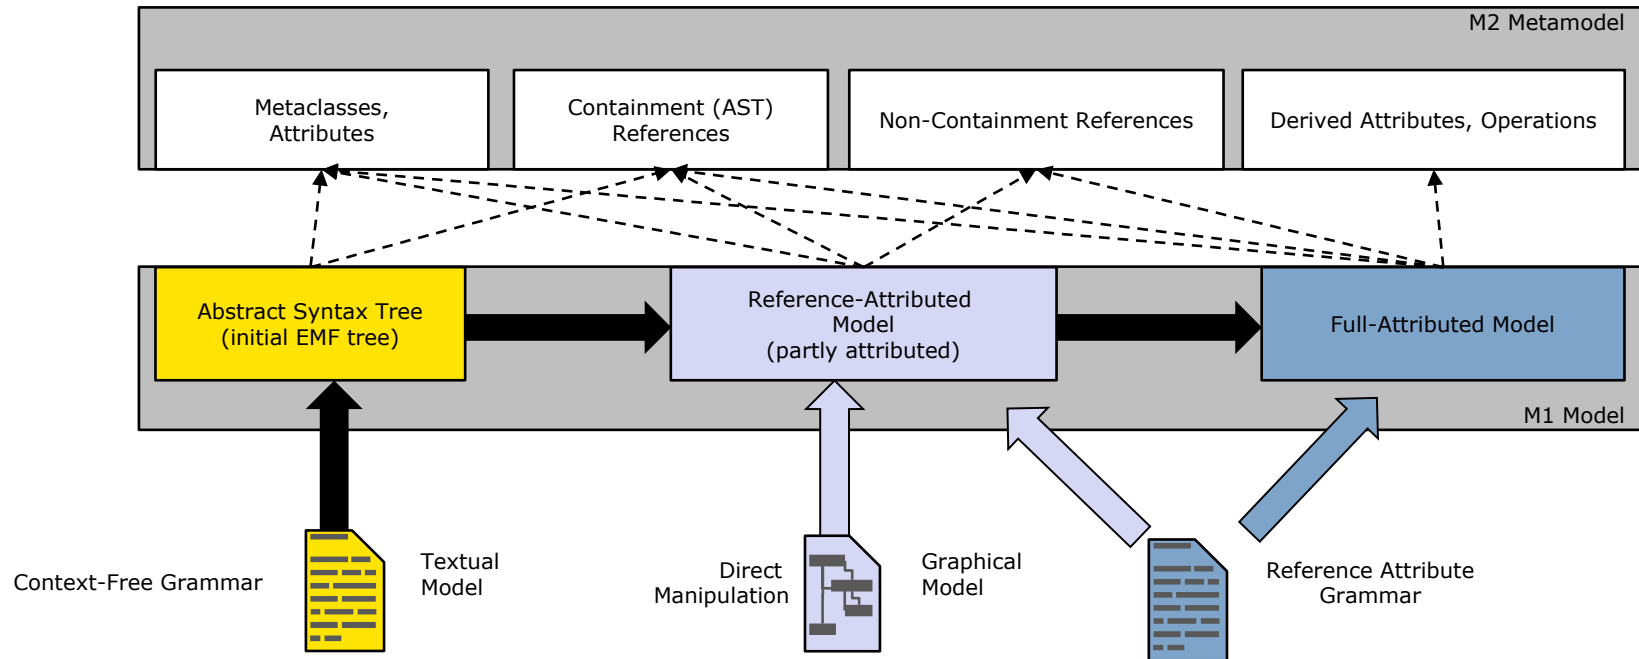 M2 Metamodel
Metaclasses,
Attributes
Containment (AST)
References
Non-Containment References
Derived Attributes, Operations
Abstract Syntax Tree
(initial EMF tree)
Reference-Attributed
Model
(partly attributed)
Full-Attributed Model
M1 Model
Context-Free Grammar
Textual
Model
Direct
Manipulation
Graphical
Model
Reference Attribute
Grammar